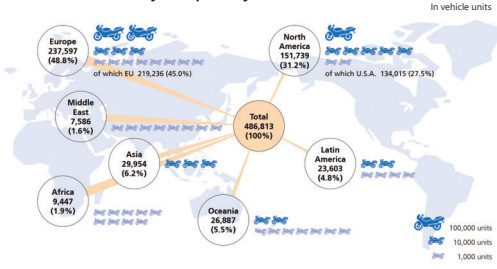 In vehicle units
Europe
237,597
(48.8%)
of which EU 219,236 (45.0%)
North
America
151,739
(31.2%)
of which U.S.A. 134,015 (27.5%)
Middle
East
7,586
(1.6%)
Total
486,813
(100%)
Asia
29,954
(6.2%)
Latin
America
23,603
(4.8%)
Africa
9,447
(1.9%)
Oceania
26,887
(5.5%)
100,000 units
10,000 units
1,000 units